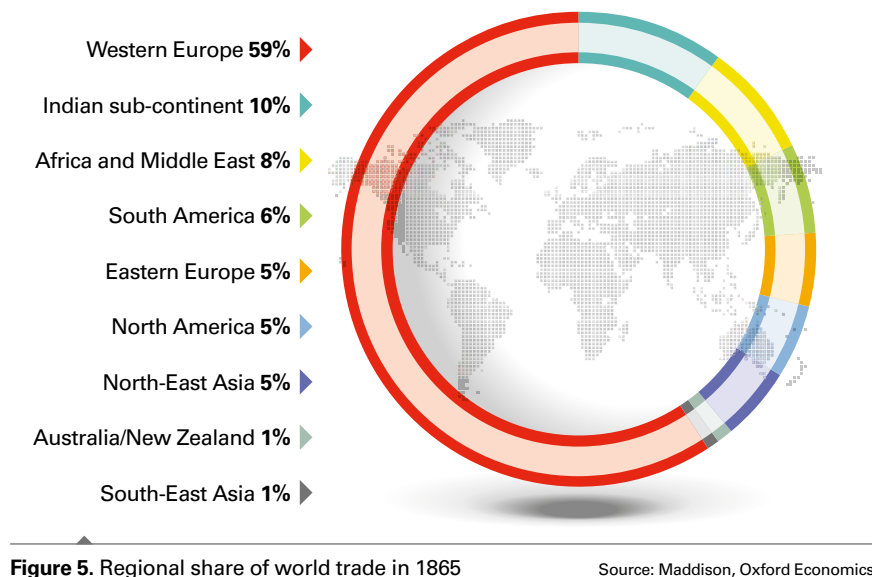 Western Europe 59%
Indian sub-continent 10%
Africa and Middle East 8%
South America 6%
Eastern Europe 5%
North America 5%
North-East Asia 5%
Australia/New Zealand 1%
South-East Asia 1%
Figure 5. Regional share of world trade in 1865
Source: Maddison, Oxford Economics